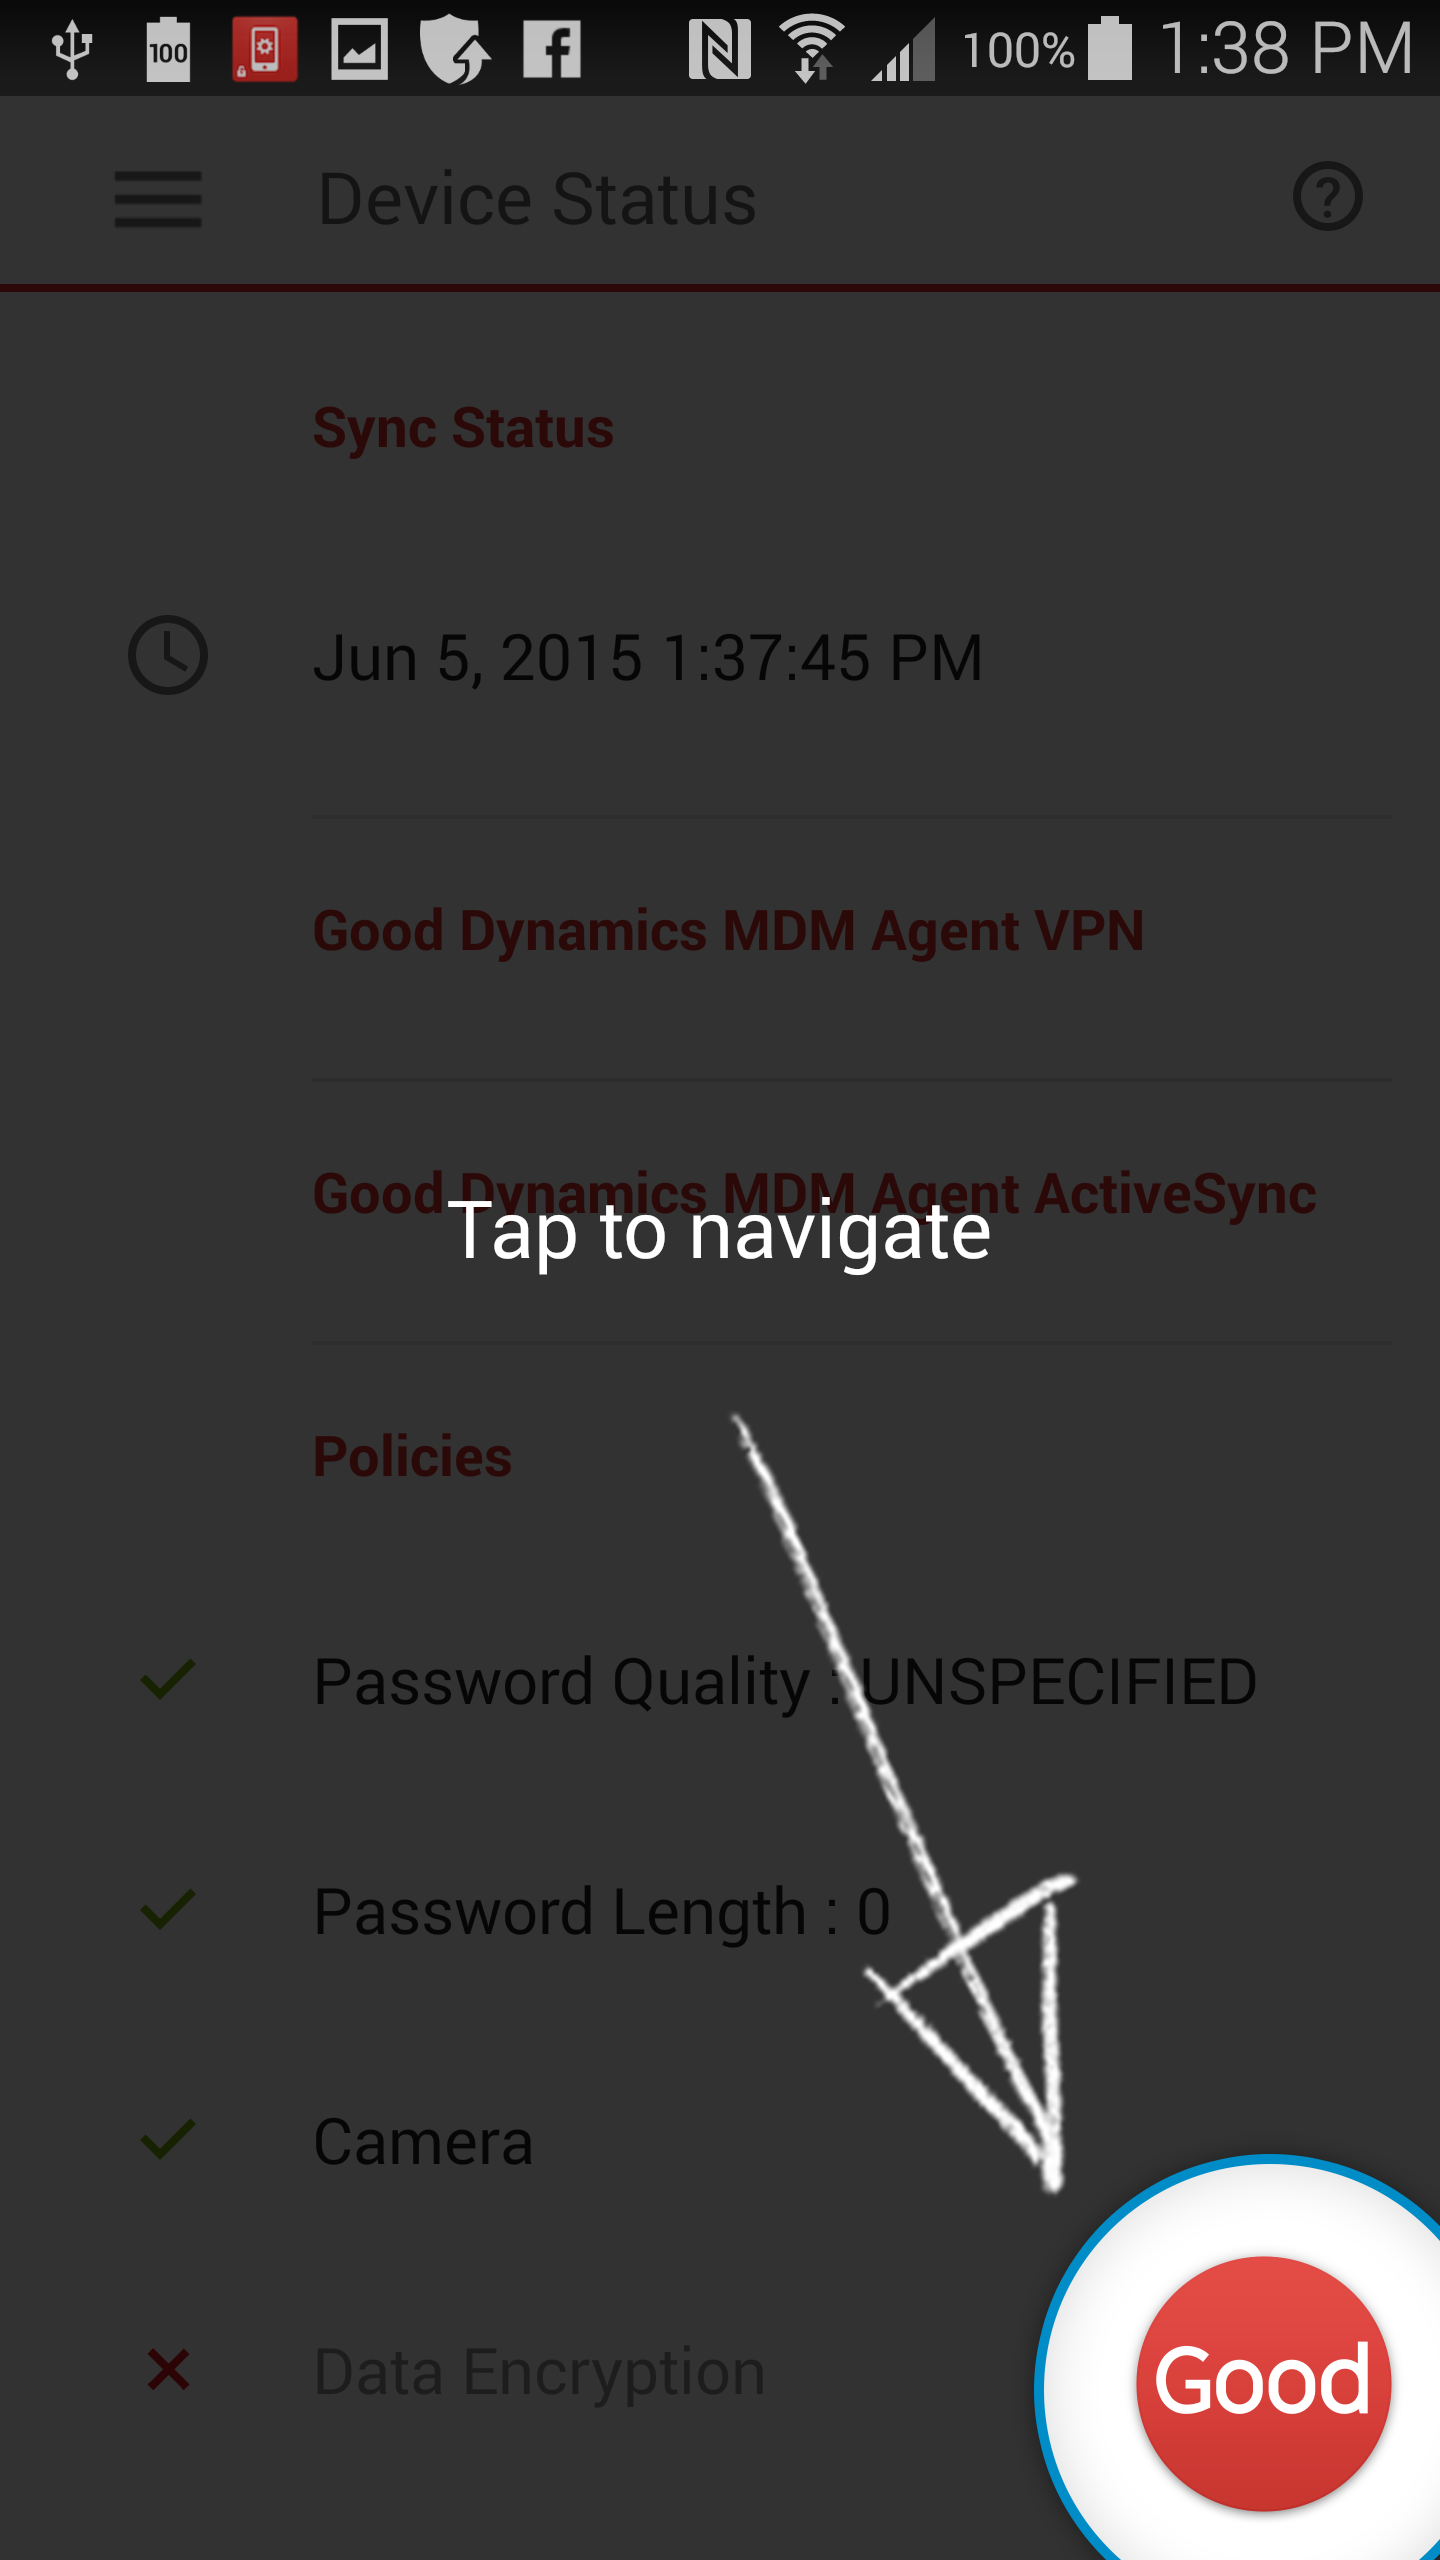 100 100% 1:38 PM
Device Status ?
Sync Status
Jun 5, 2015 1:37:45 PM
Good Dynamics MDM Agent VPN
Good Dynamics MDM Agent ActiveSync
Tap to navigate
Policies
Password Quality : UNSPECIFIED
Password Length : 0
Camera
Data Encryption
Good